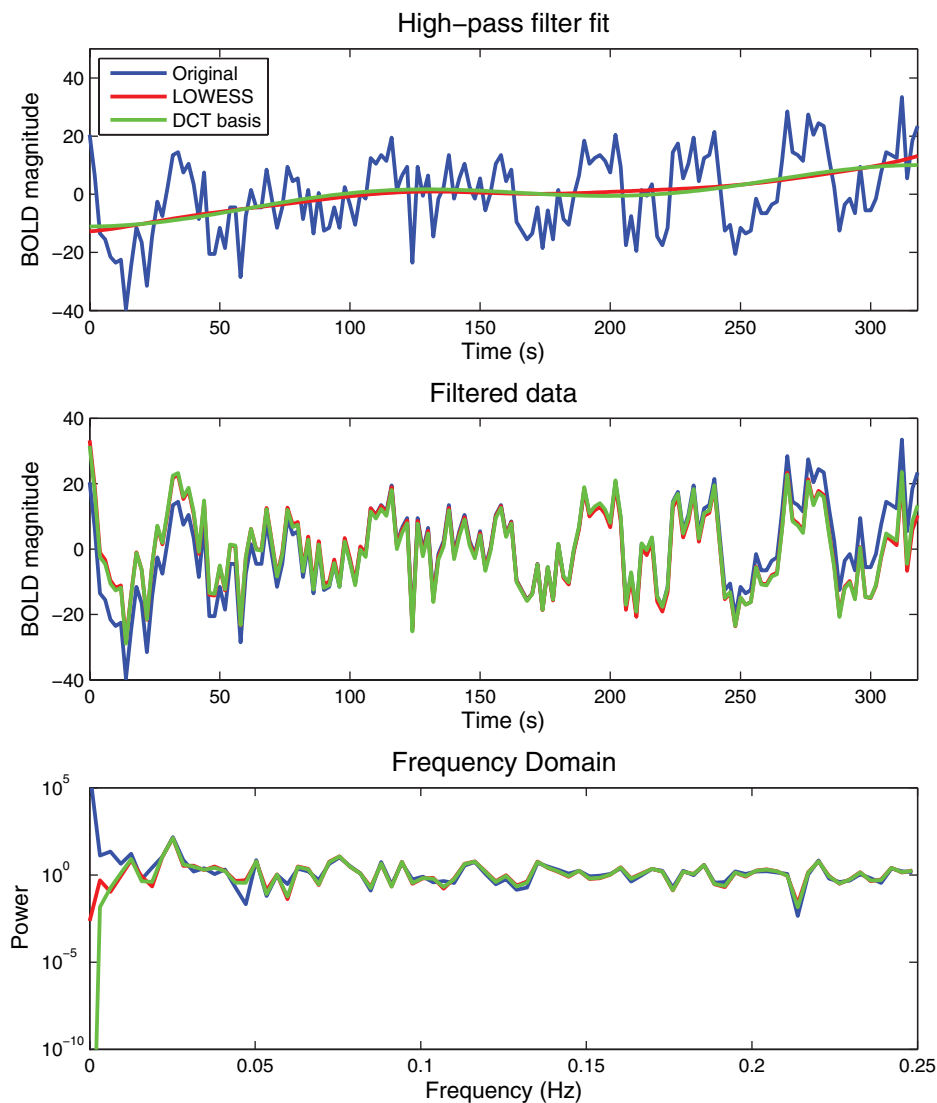 High−pass filter fit
BOLD magnitude
40
20
0
−20
−40
Original
LOWESS
DCT basis
0 50 100 150 200 250 300
Time (s)
Filtered data
BOLD magnitude
40
20
0
−20
−40
0 50 100 150 200 250 300
Time (s)
Frequency Domain
Power
10^5
10^0
10^−5
10^−10
0 0.05 0.1 0.15 0.2 0.25
Frequency (Hz)